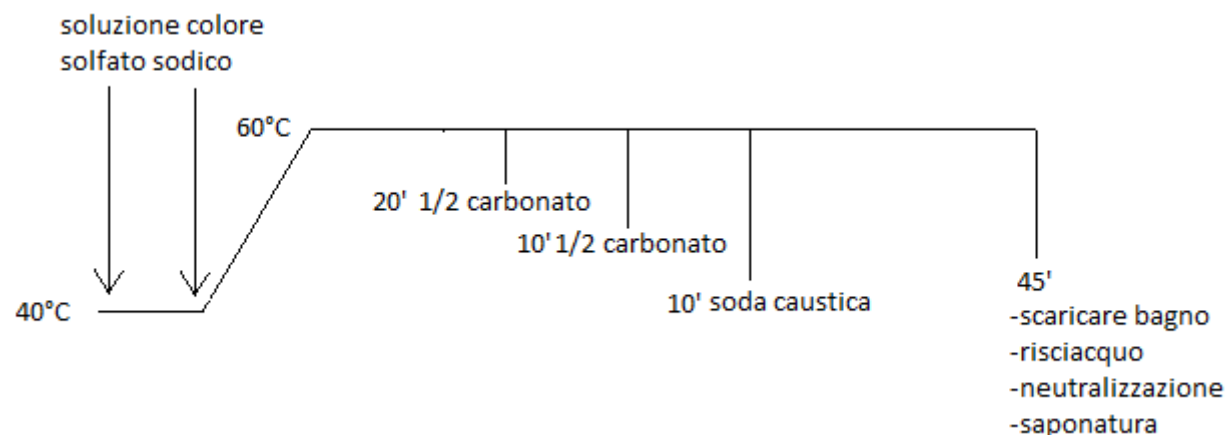 soluzione colore
solfato sodico
60°C
20' 1/2 carbonato
10' 1/2 carbonato
10' soda caustica
40°C
45'
-scaricare bagno
-risciacquo
-neutralizzazione
-saponatura